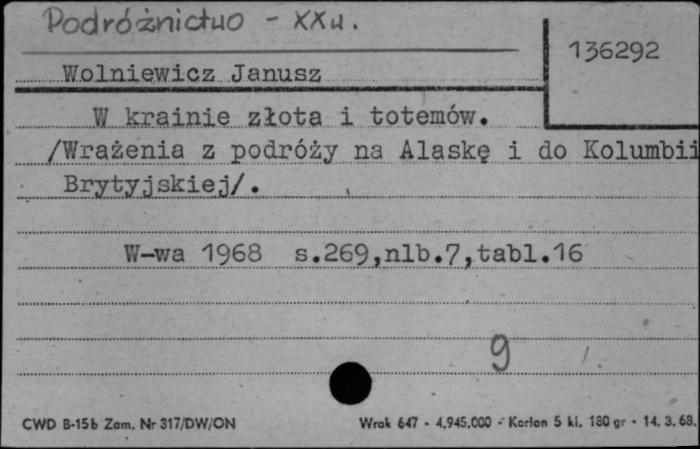 Podróżnictwo - XX w.
136292
Wolniewicz Janusz
W krainie złota i totemów.
/Wrażenia z podróży na Alaskę i do Kolumbii
Brytyjskiej/.
W-wa 1968 s.269,nlb.7,tabl.16
9
CWD B-15b Zam. Nr 317/DW/ON Wrak 647 - 4.945.000 - Karton 5 kl. 180 gr - 14. 3. 68.